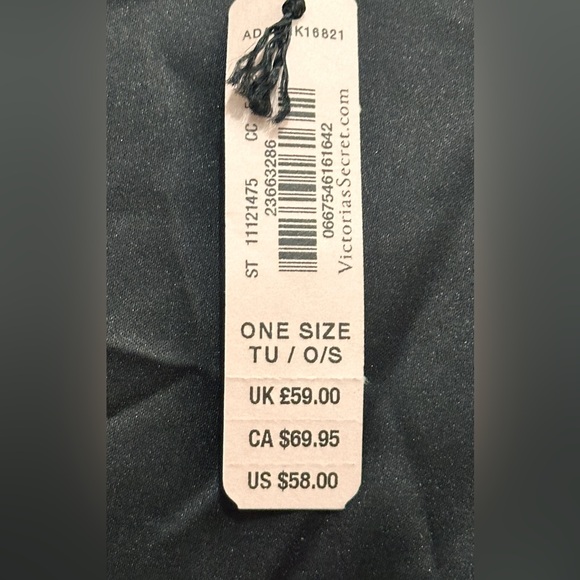 K16821
ST 11121475
23663286
0667546161642
VictoriasSecret.com
ONE SIZE
TU / O/S
UK £59.00
CA $69.95
US $58.00